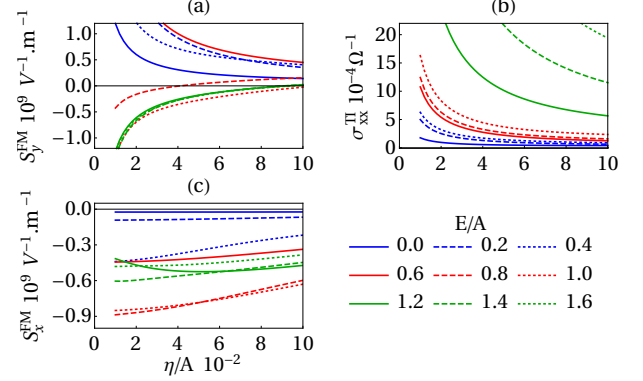 (a)
(b)
S_y^FM 10^9 V^−1.m^−1
1.0
0.5
0.0
−0.5
−1.0
0 2 4 6 8 10
σ_xx^TI 10^−4 Ω^−1
25
20
15
10
5
0
0 2 4 6 8 10
(c)
S_x^FM 10^9 V^−1.m^−1
0.0
−0.3
−0.6
−0.9
0 2 4 6 8 10
η/A 10^−2
E/A
0.0 0.2 0.4
0.6 0.8 1.0
1.2 1.4 1.6